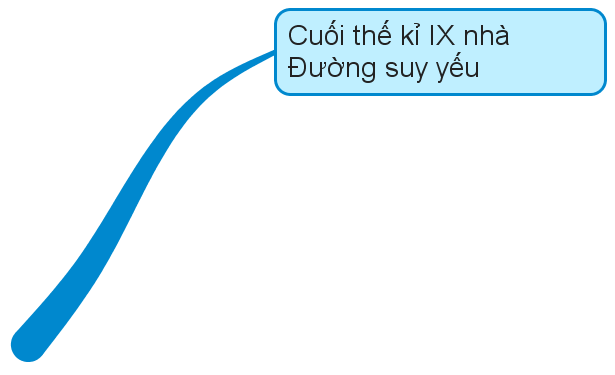 Cuối thế kỉ IX nhà
Đường suy yếu